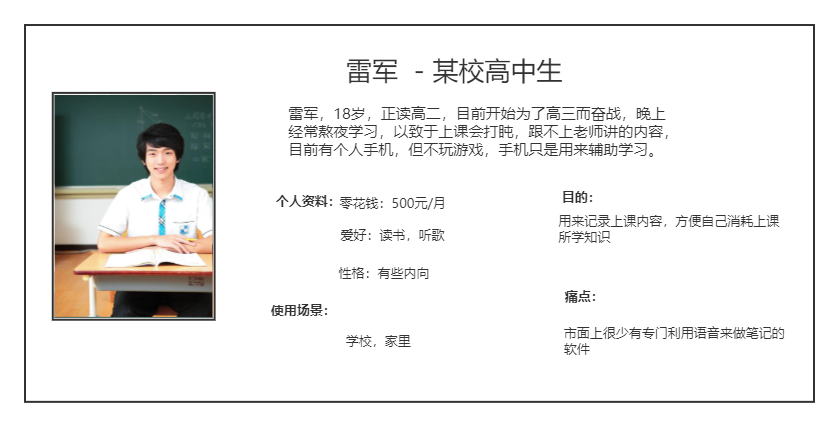 雷军 - 某校高中生
雷军，18岁，正读高二，目前开始为了高三而奋战，晚上
经常熬夜学习，以致于上课会打盹，跟不上老师讲的内容，
目前有个人手机，但不玩游戏，手机只是用来辅助学习。
个人资料：零花钱：500元/月
爱好：读书，听歌
性格：有些内向
使用场景：
学校，家里
目的：
用来记录上课内容，方便自己消耗上课
所学知识
痛点：
市面上很少有专门利用语音来做笔记的
软件